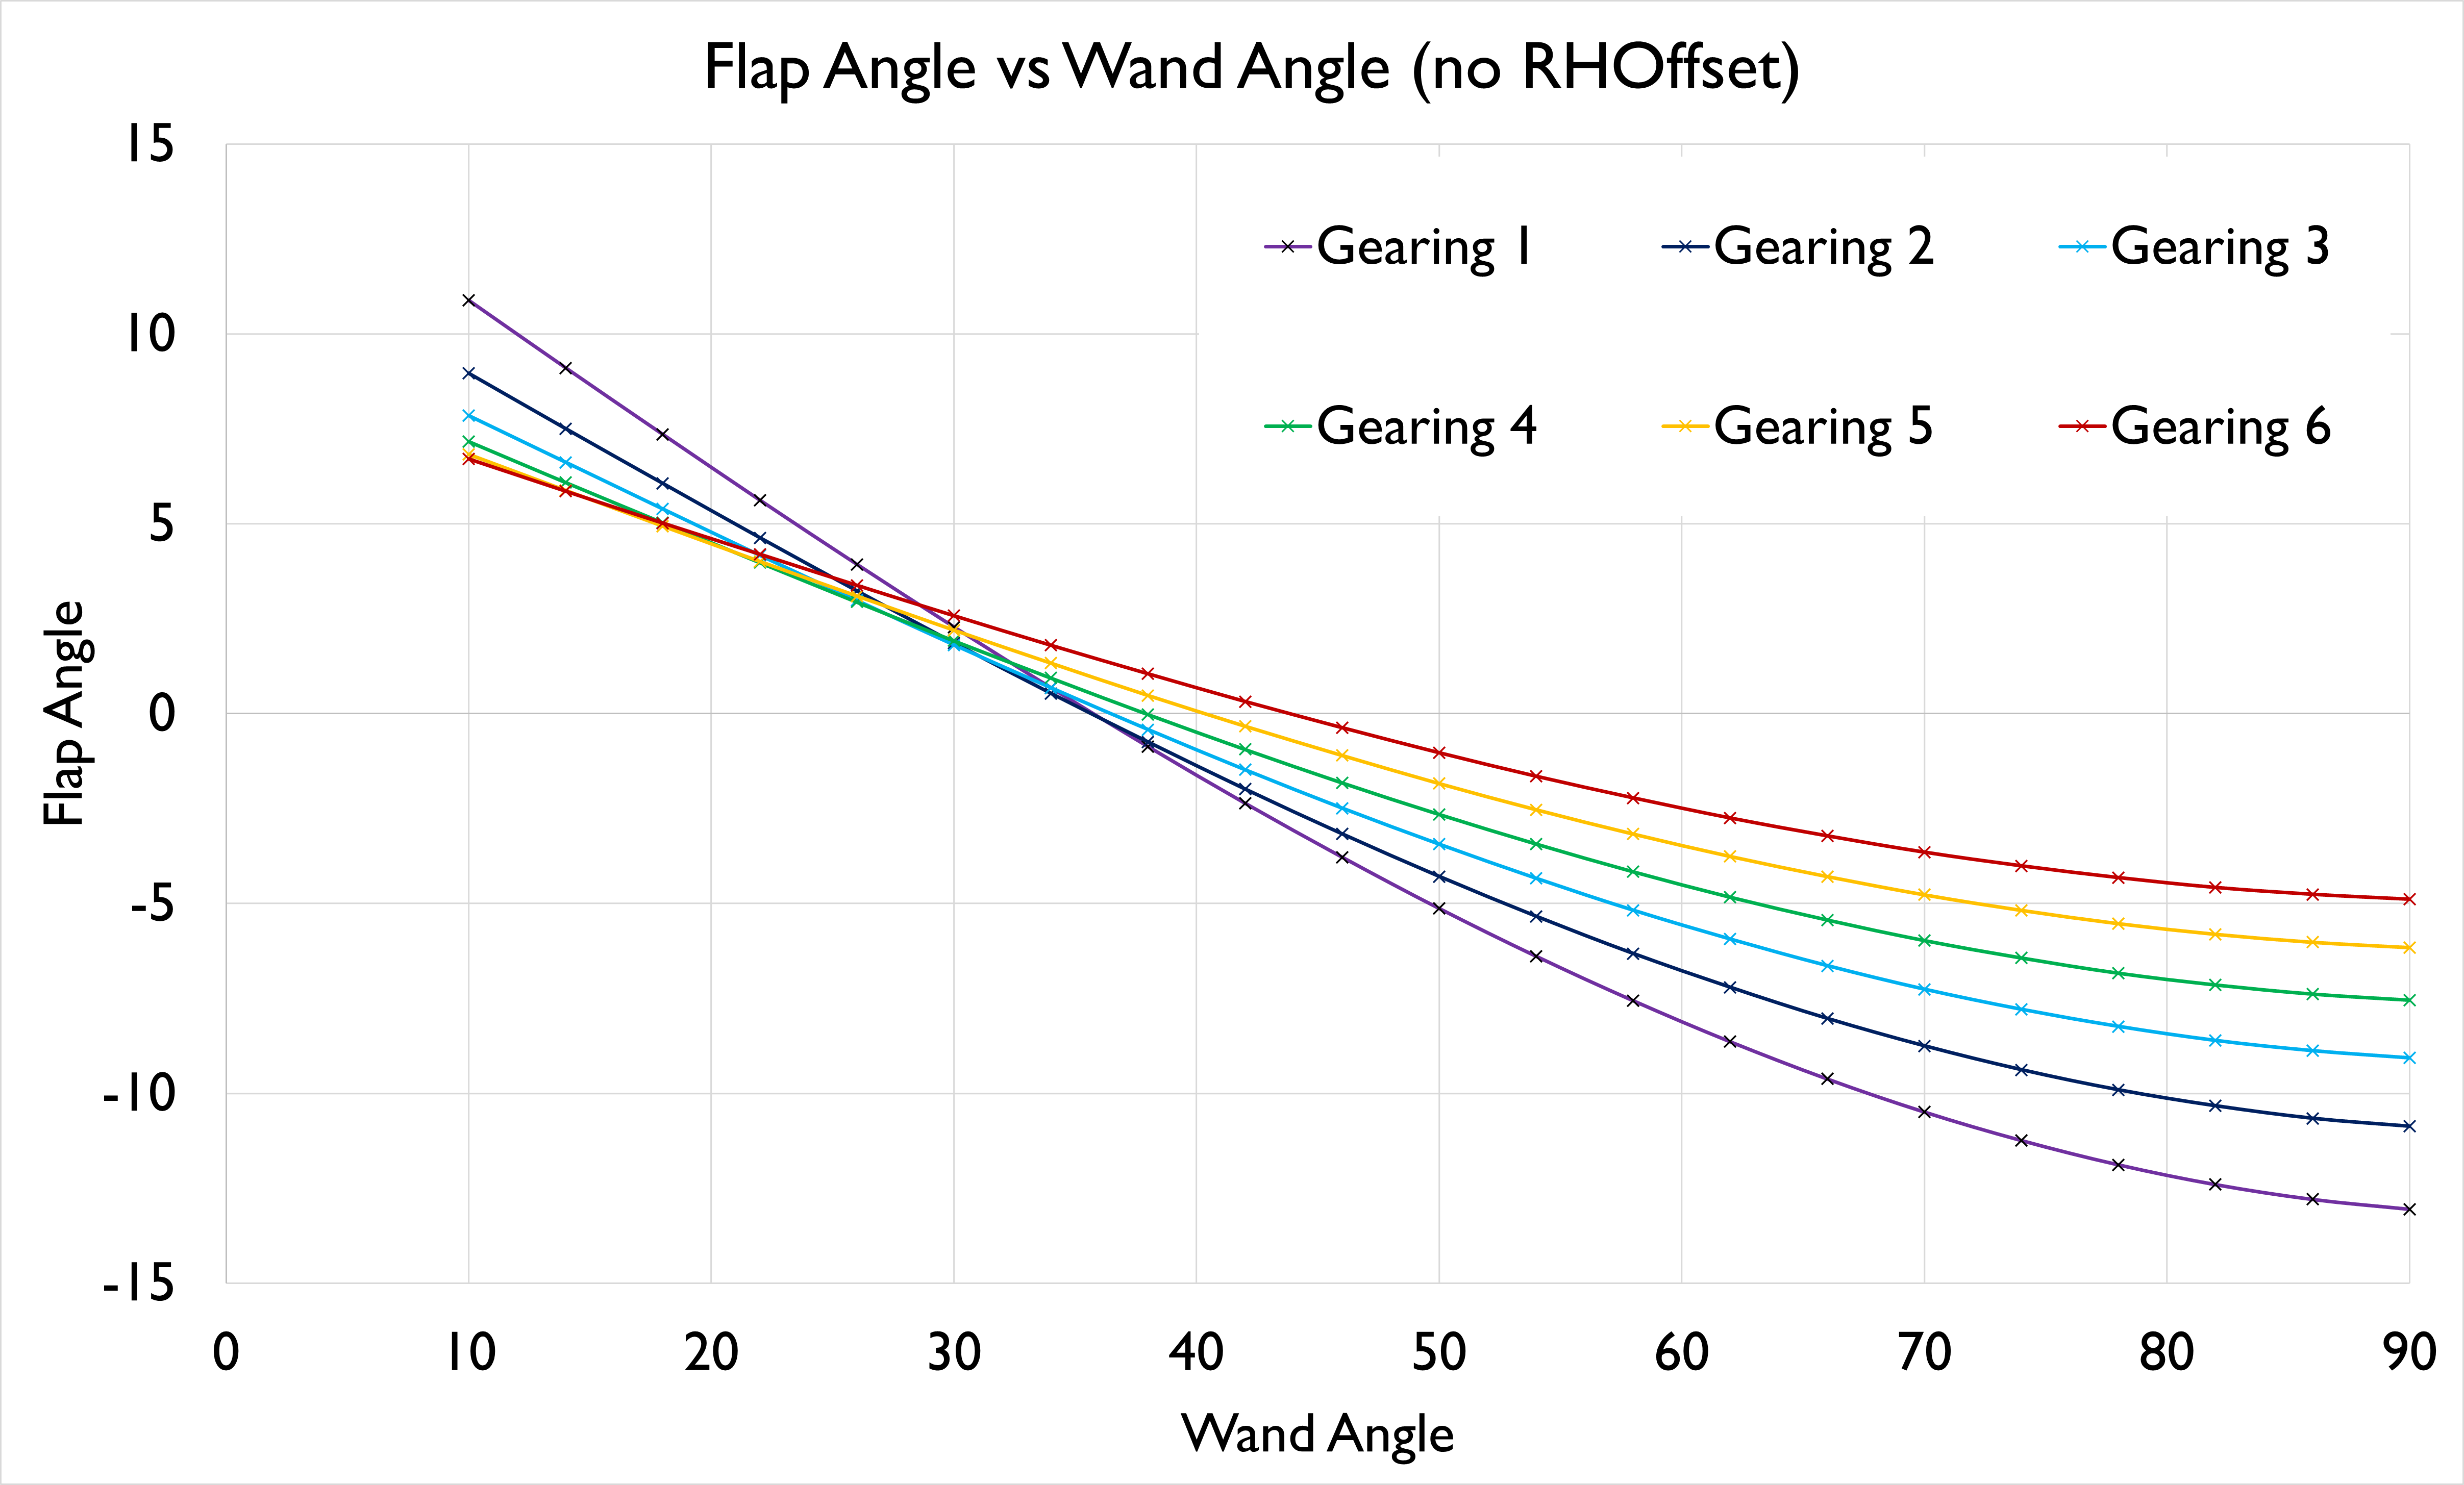 Flap Angle vs Wand Angle (no RHOffset)
15
10
5
0
-5
-10
-15
Flap Angle
Gearing 1 Gearing 2 Gearing 3
Gearing 4 Gearing 5 Gearing 6
0 10 20 30 40 50 60 70 80 90
Wand Angle